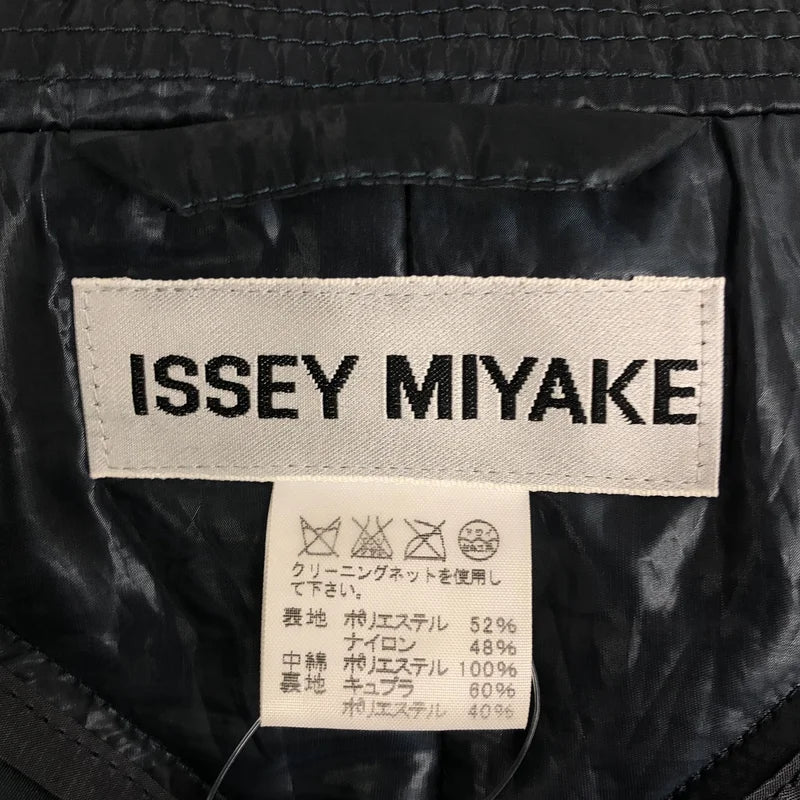 ISSEY MIYAKE
クリーニングネットを使用し
て下さい。
表地 ポリエステル 52%
ナイロン 48%
中綿 ポリエステル 100%
裏地 キュプラ 60%
ポリエステル 40%